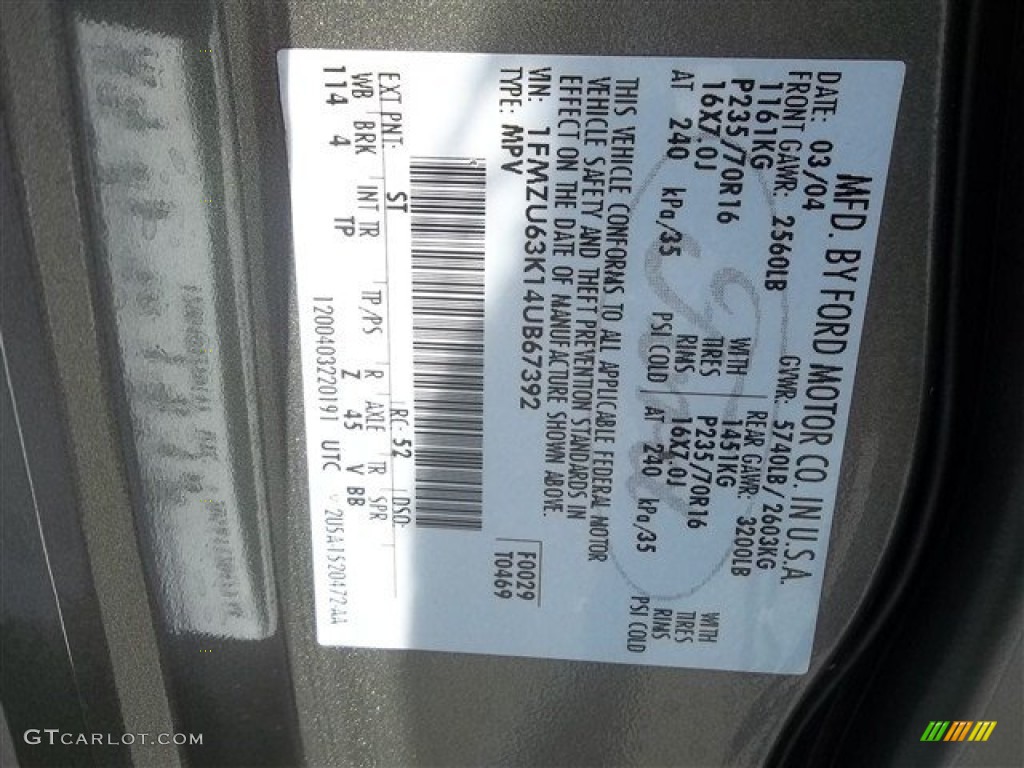 MFD. BY FORD MOTOR CO. IN U.S.A.
DATE: 03/04 GVWR: 5740LB/2603KG
FRONT GAWR: 2560LB REAR GAWR: 3200LB
1161KG WITH 1451KG WITH
P235/70R16 TIRES P235/70R16 TIRES
16X7.0J RIMS 16X7.0J RIMS
AT 240 kPa/35 PSI COLD AT 240 kPa/35 PSI COLD
THIS VEHICLE CONFORMS TO ALL APPLICABLE FEDERAL MOTOR
VEHICLE SAFETY AND THEFT PREVENTION STANDARDS IN
EFFECT ON THE DATE OF MANUFACTURE SHOWN ABOVE.
VIN: 1FMZU63K14UB67392 F0029
TYPE: MPV T0469
EXT PNT: ST RC: 52 DSO:
WB BRK INT TR TP/PS R AXLE TR SPR
114 4 TP Z 45 V BB
120040322019​1 UTC
GTCARLOT.COM